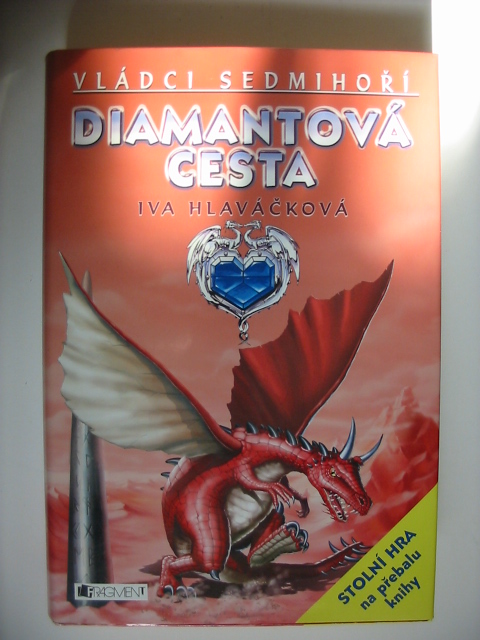 VLÁDCI SEDMIHOŘÍ
DIAMANTOVÁ
CESTA
IVA HLAVÁČKOVÁ
STOLNÍ HRA
na přebalu
knihy
FRAGMENT